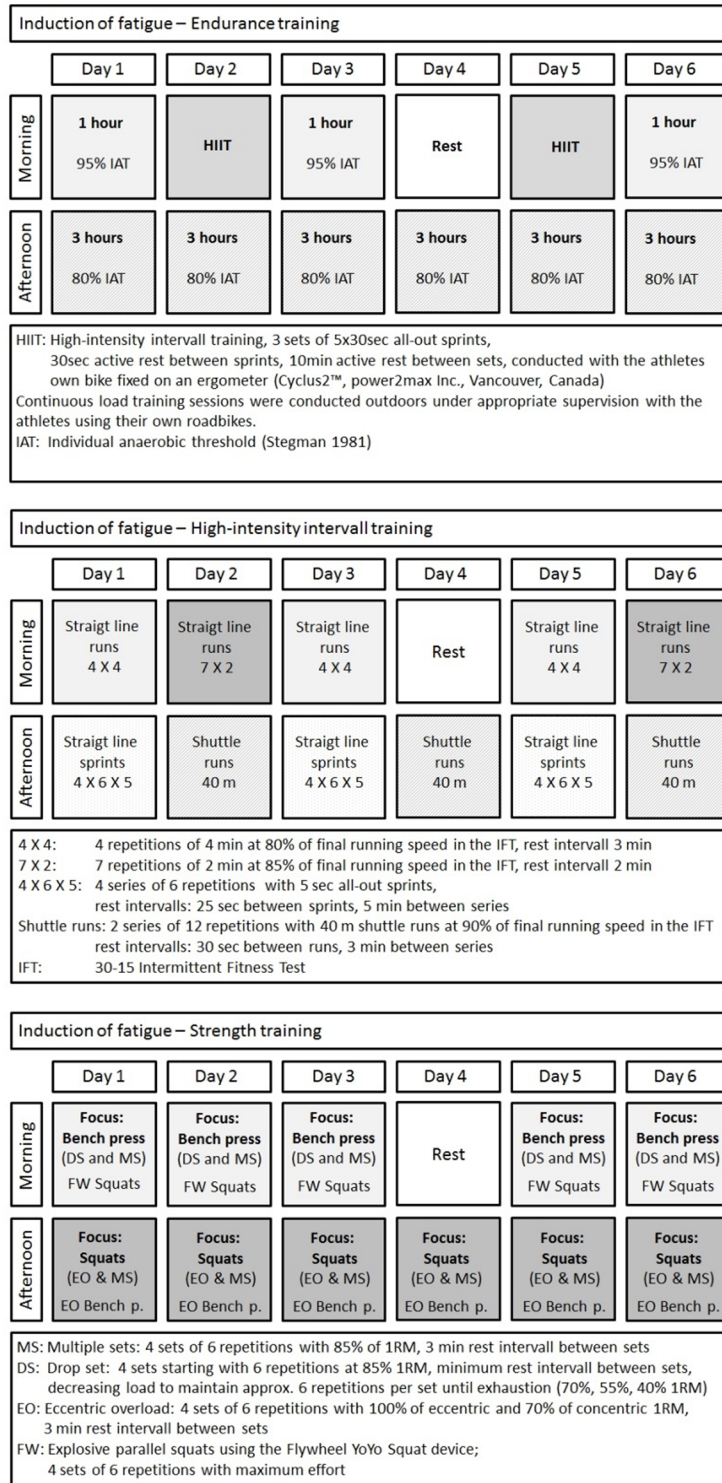 Induction of fatigue – Endurance training
Day 1 Day 2 Day 3 Day 4 Day 5 Day 6
Morning
1 hour
95% IAT
HIIT
1 hour
95% IAT
Rest
HIIT
1 hour
95% IAT
Afternoon
3 hours
80% IAT
3 hours
80% IAT
3 hours
80% IAT
3 hours
80% IAT
3 hours
80% IAT
3 hours
80% IAT
HIIT: High-intensity intervall training, 3 sets of 5x30sec all-out sprints,
30sec active rest between sprints, 10min active rest between sets, conducted with the athletes
own bike fixed on an ergometer (Cyclus2™, power2max Inc., Vancouver, Canada)
Continuous load training sessions were conducted outdoors under appropriate supervision with the
athletes using their own roadbikes.
IAT: Individual anaerobic threshold (Stegman 1981)
Induction of fatigue – High-intensity intervall training
Day 1 Day 2 Day 3 Day 4 Day 5 Day 6
Morning
Straigt line
runs
4 X 4
Straigt line
runs
7 X 2
Straigt line
runs
4 X 4
Rest
Straigt line
runs
4 X 4
Straigt line
runs
7 X 2
Afternoon
Straigt line
sprints
4 X 6 X 5
Shuttle
runs
40 m
Straigt line
sprints
4 X 6 X 5
Shuttle
runs
40 m
Straigt line
sprints
4 X 6 X 5
Shuttle
runs
40 m
4 X 4: 4 repetitions of 4 min at 80% of final running speed in the IFT, rest intervall 3 min
7 X 2: 7 repetitions of 2 min at 85% of final running speed in the IFT, rest intervall 2 min
4 X 6 X 5: 4 series of 6 repetitions with 5 sec all-out sprints,
rest intervalls: 25 sec between sprints, 5 min between series
Shuttle runs: 2 series of 12 repetitions with 40 m shuttle runs at 90% of final running speed in the IFT
rest intervalls: 30 sec between runs, 3 min between series
IFT: 30-15 Intermittent Fitness Test
Induction of fatigue – Strength training
Day 1 Day 2 Day 3 Day 4 Day 5 Day 6
Morning
Focus:
Bench press
(DS and MS)
FW Squats
Focus:
Bench press
(DS and MS)
FW Squats
Focus:
Bench press
(DS and MS)
FW Squats
Rest
Focus:
Bench press
(DS and MS)
FW Squats
Focus:
Bench press
(DS and MS)
FW Squats
Afternoon
Focus:
Squats
(EO & MS)
EO Bench p.
Focus:
Squats
(EO & MS)
EO Bench p.
Focus:
Squats
(EO & MS)
EO Bench p.
Focus:
Squats
(EO & MS)
EO Bench p.
Focus:
Squats
(EO & MS)
EO Bench p.
Focus:
Squats
(EO & MS)
EO Bench p.
MS: Multiple sets: 4 sets of 6 repetitions with 85% of 1RM, 3 min rest intervall between sets
DS: Drop set: 4 sets starting with 6 repetitions at 85% 1RM, minimum rest intervall between sets,
decreasing load to maintain approx. 6 repetitions per set until exhaustion (70%, 55%, 40% 1RM)
EO: Eccentric overload: 4 sets of 6 repetitions with 100% of eccentric and 70% of concentric 1RM,
3 min rest intervall between sets
FW: Explosive parallel squats using the Flywheel YoYo Squat device;
4 sets of 6 repetitions with maximum effort